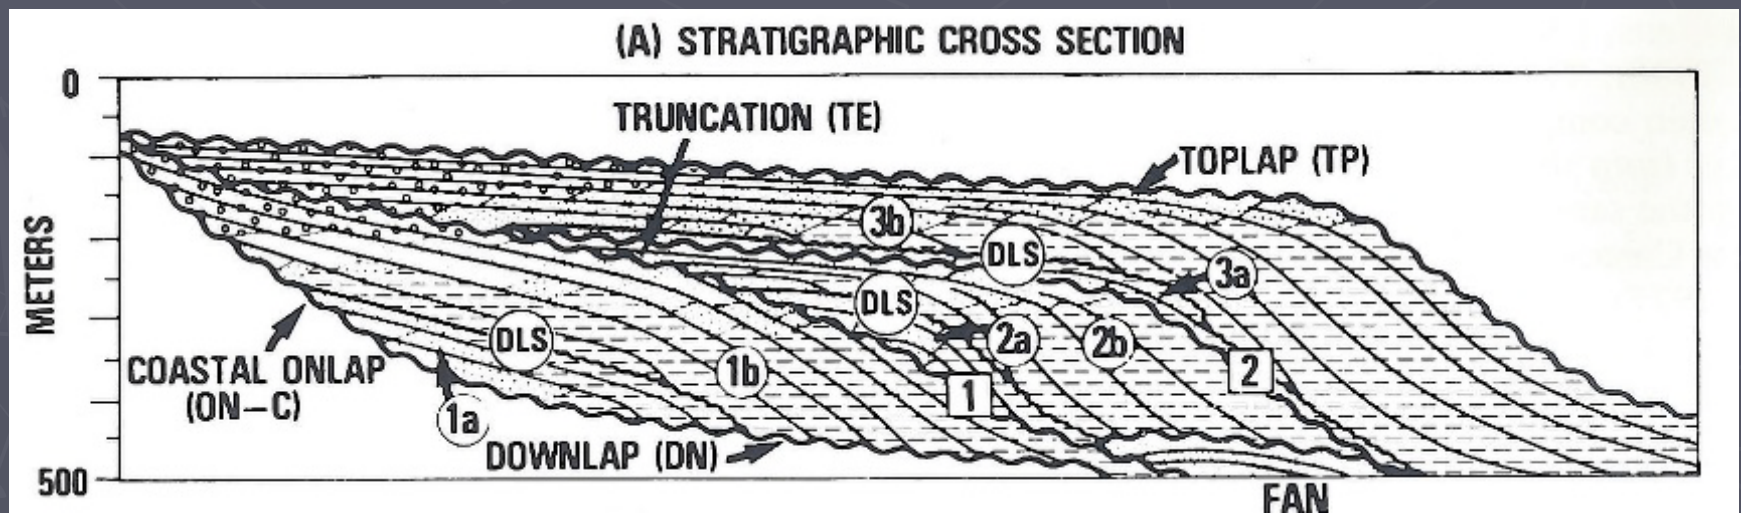 (A) STRATIGRAPHIC CROSS SECTION
0
TRUNCATION (TE)
TOPLAP (TP)
3b
DLS
3a
METERS
DLS
DLS
2a
2b
COASTAL ONLAP
(ON-C)
1b
1
2
1a
DOWNLAP (DN)
500
FAN